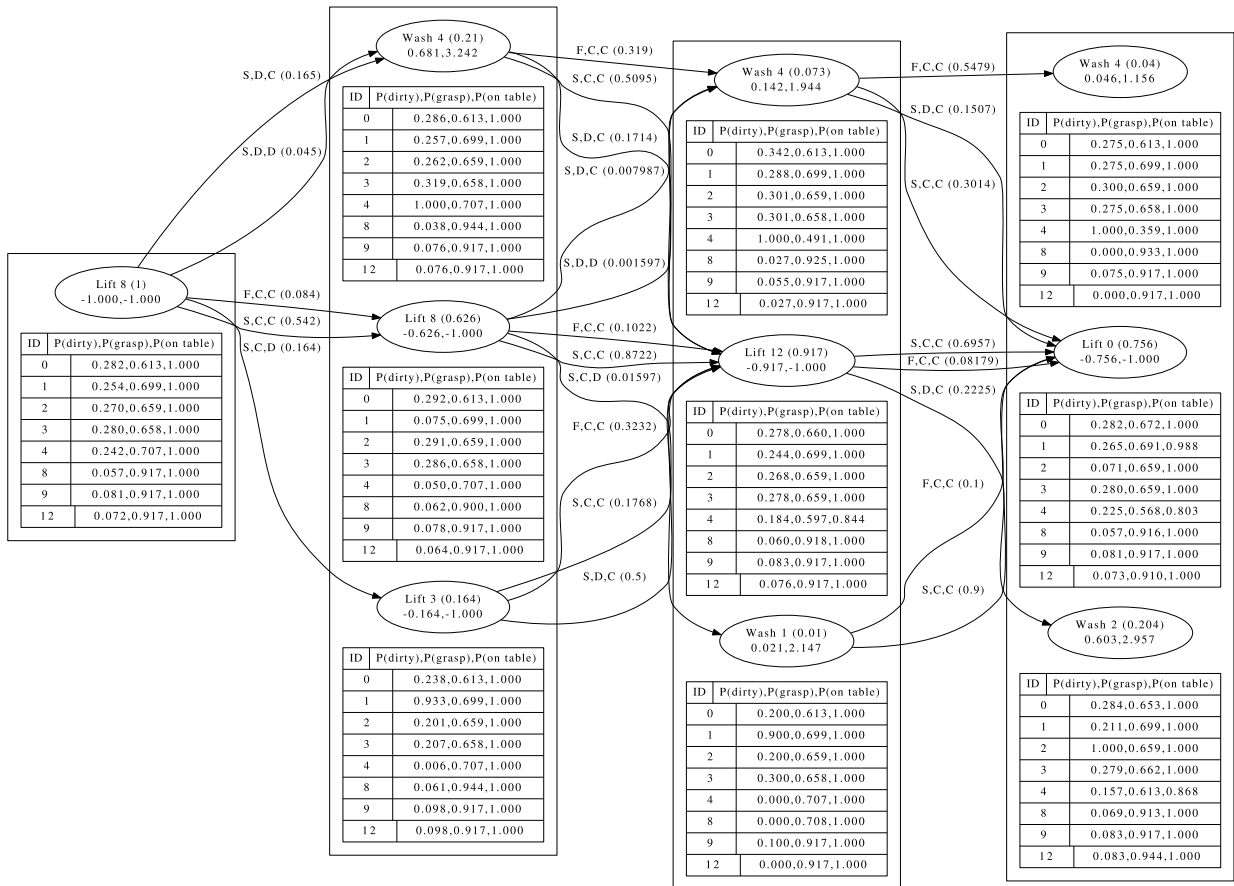 Lift 8 (1)
-1.000,-1.000
ID P(dirty),P(grasp),P(on table)
0 0.282,0.613,1.000
1 0.254,0.699,1.000
2 0.270,0.659,1.000
3 0.280,0.658,1.000
4 0.242,0.707,1.000
8 0.057,0.917,1.000
9 0.081,0.917,1.000
12 0.072,0.917,1.000
S,D,C (0.165)
S,D,D (0.045)
F,C,C (0.084)
S,C,C (0.542)
S,C,D (0.164)
Wash 4 (0.21)
0.681,3.242
ID P(dirty),P(grasp),P(on table)
0 0.286,0.613,1.000
1 0.257,0.699,1.000
2 0.262,0.659,1.000
3 0.319,0.658,1.000
4 1.000,0.707,1.000
8 0.038,0.944,1.000
9 0.076,0.917,1.000
12 0.076,0.917,1.000
Lift 8 (0.626)
-0.626,-1.000
ID P(dirty),P(grasp),P(on table)
0 0.292,0.613,1.000
1 0.075,0.699,1.000
2 0.291,0.659,1.000
3 0.286,0.658,1.000
4 0.050,0.707,1.000
8 0.062,0.900,1.000
9 0.078,0.917,1.000
12 0.064,0.917,1.000
Lift 3 (0.164)
-0.164,-1.000
ID P(dirty),P(grasp),P(on table)
0 0.238,0.613,1.000
1 0.933,0.699,1.000
2 0.201,0.659,1.000
3 0.207,0.658,1.000
4 0.006,0.707,1.000
8 0.061,0.944,1.000
9 0.098,0.917,1.000
12 0.098,0.917,1.000
F,C,C (0.319)
S,C,C (0.5095)
S,D,C (0.1714)
S,D,C (0.007987)
S,D,D (0.001597)
F,C,C (0.1022)
S,C,C (0.8722)
S,C,D (0.01597)
F,C,C (0.3232)
S,C,C (0.1768)
S,D,C (0.5)
Wash 4 (0.073)
0.142,1.944
ID P(dirty),P(grasp),P(on table)
0 0.342,0.613,1.000
1 0.288,0.699,1.000
2 0.301,0.659,1.000
3 0.301,0.658,1.000
4 1.000,0.491,1.000
8 0.027,0.925,1.000
9 0.055,0.917,1.000
12 0.027,0.917,1.000
Lift 12 (0.917)
-0.917,-1.000
ID P(dirty),P(grasp),P(on table)
0 0.278,0.660,1.000
1 0.244,0.699,1.000
2 0.268,0.659,1.000
3 0.278,0.659,1.000
4 0.184,0.597,0.844
8 0.060,0.918,1.000
9 0.083,0.917,1.000
12 0.076,0.917,1.000
Wash 1 (0.01)
0.021,2.147
ID P(dirty),P(grasp),P(on table)
0 0.200,0.613,1.000
1 0.900,0.699,1.000
2 0.200,0.659,1.000
3 0.300,0.658,1.000
4 0.000,0.707,1.000
8 0.000,0.708,1.000
9 0.100,0.917,1.000
12 0.000,0.917,1.000
F,C,C (0.5479)
S,D,C (0.1507)
S,C,C (0.3014)
S,C,C (0.6957)
F,C,C (0.08179)
S,D,C (0.2225)
F,C,C (0.1)
S,C,C (0.9)
Wash 4 (0.04)
0.046,1.156
ID P(dirty),P(grasp),P(on table)
0 0.275,0.613,1.000
1 0.275,0.699,1.000
2 0.300,0.659,1.000
3 0.275,0.658,1.000
4 1.000,0.359,1.000
8 0.000,0.933,1.000
9 0.075,0.917,1.000
12 0.000,0.917,1.000
Lift 0 (0.756)
-0.756,-1.000
ID P(dirty),P(grasp),P(on table)
0 0.282,0.672,1.000
1 0.265,0.691,0.988
2 0.071,0.659,1.000
3 0.280,0.659,1.000
4 0.225,0.568,0.803
8 0.057,0.916,1.000
9 0.081,0.917,1.000
12 0.073,0.910,1.000
Wash 2 (0.204)
0.603,2.957
ID P(dirty),P(grasp),P(on table)
0 0.284,0.653,1.000
1 0.211,0.699,1.000
2 1.000,0.659,1.000
3 0.279,0.662,1.000
4 0.157,0.613,0.868
8 0.069,0.913,1.000
9 0.083,0.917,1.000
12 0.083,0.944,1.000